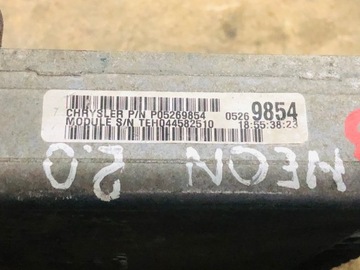 CHRYSLER P/N P05269854 0526 9854
MODULE S/N TEH044582510 18:55:38:23
NEON 2.0